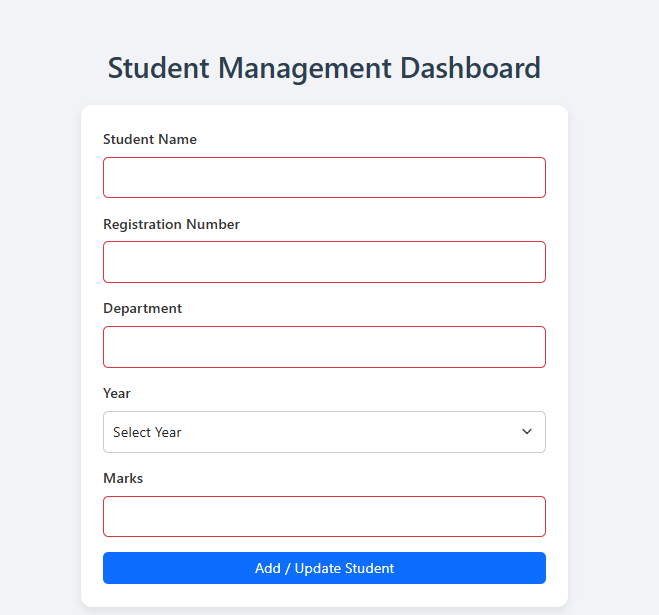 Student Management Dashboard
Student Name
Registration Number
Department
Year
Select Year
Marks
Add / Update Student